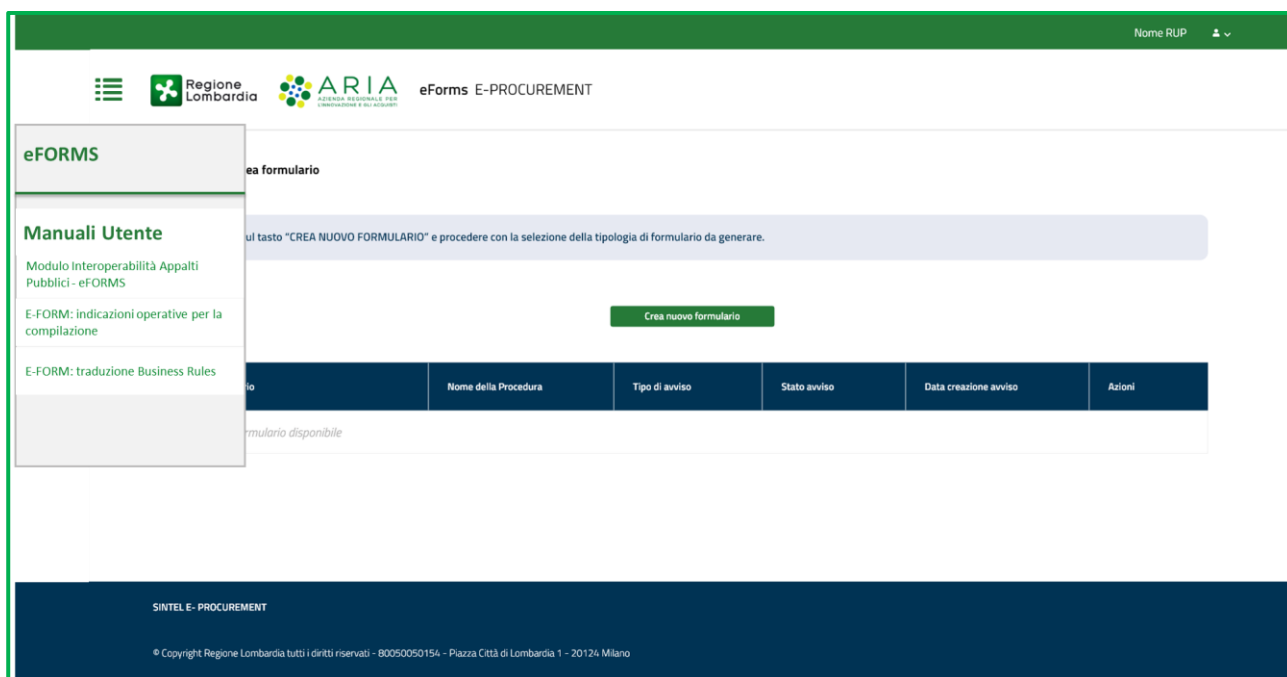 Nome RUP
Regione
Lombardia
ARIA
AZIENDA REGIONALE PER
L'INNOVAZIONE E GLI ACQUISTI
eForms E-PROCUREMENT
eFORMS
ea formulario
Manuali Utente
ul tasto "CREA NUOVO FORMULARIO" e procedere con la selezione della tipologia di formulario da generare.
Modulo Interoperabilità Appalti
Pubblici - eFORMS
E-FORM: indicazioni operative per la
compilazione
Crea nuovo formulario
E-FORM: traduzione Business Rules
io Nome della Procedura Tipo di avviso Stato avviso Data creazione avviso Azioni
rmulario disponibile
SINTEL E- PROCUREMENT
© Copyright Regione Lombardia tutti i diritti riservati - 80050050154 - Piazza Città di Lombardia 1 - 20124 Milano